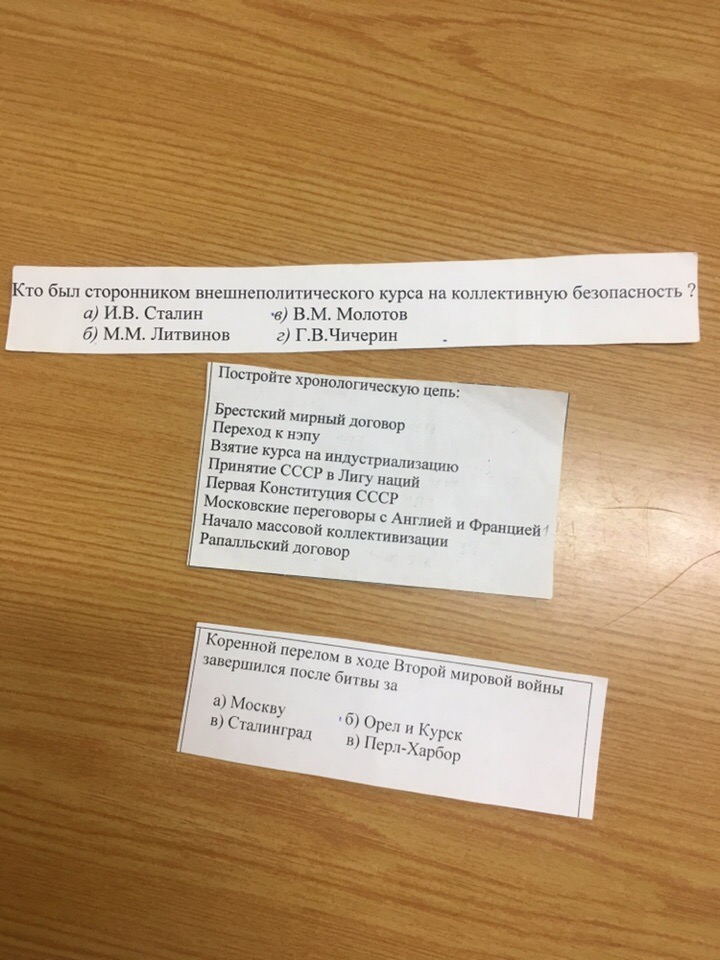 Кто был сторонником внешнеполитического курса на коллективную безопасность ?
а) И.В. Сталин в) В.М. Молотов
б) М.М. Литвинов г) Г.В.Чичерин
Постройте хронологическую цепь:
Брестский мирный договор
Переход к нэпу
Взятие курса на индустриализацию
Принятие СССР в Лигу наций
Первая Конституция СССР
Московские переговоры с Англией и Францией
Начало массовой коллективизации
Рапалльский договор
Коренной перелом в ходе Второй мировой войны
завершился после битвы за
а) Москву б) Орел и Курск
в) Сталинград в) Перл-Харбор